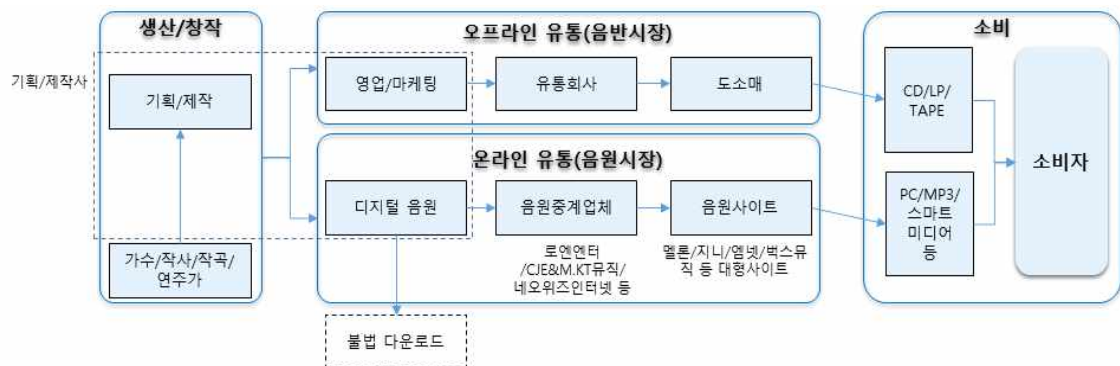 생산/창작
기획/제작사
기획/제작
가수/작사/작곡/
연주가
오프라인 유통(음반시장)
영업/마케팅
유통회사
도소매
온라인 유통(음원시장)
디지털 음원
음원중계업체
음원사이트
로엔엔터
/CJE&M.KT뮤직/
네오위즈인터넷 등
멜론/지니/엠넷/벅스뮤
직 등 대형사이트
불법 다운로드
소비
CD/LP/
TAPE
PC/MP3/
스마트
미디어
등
소비자